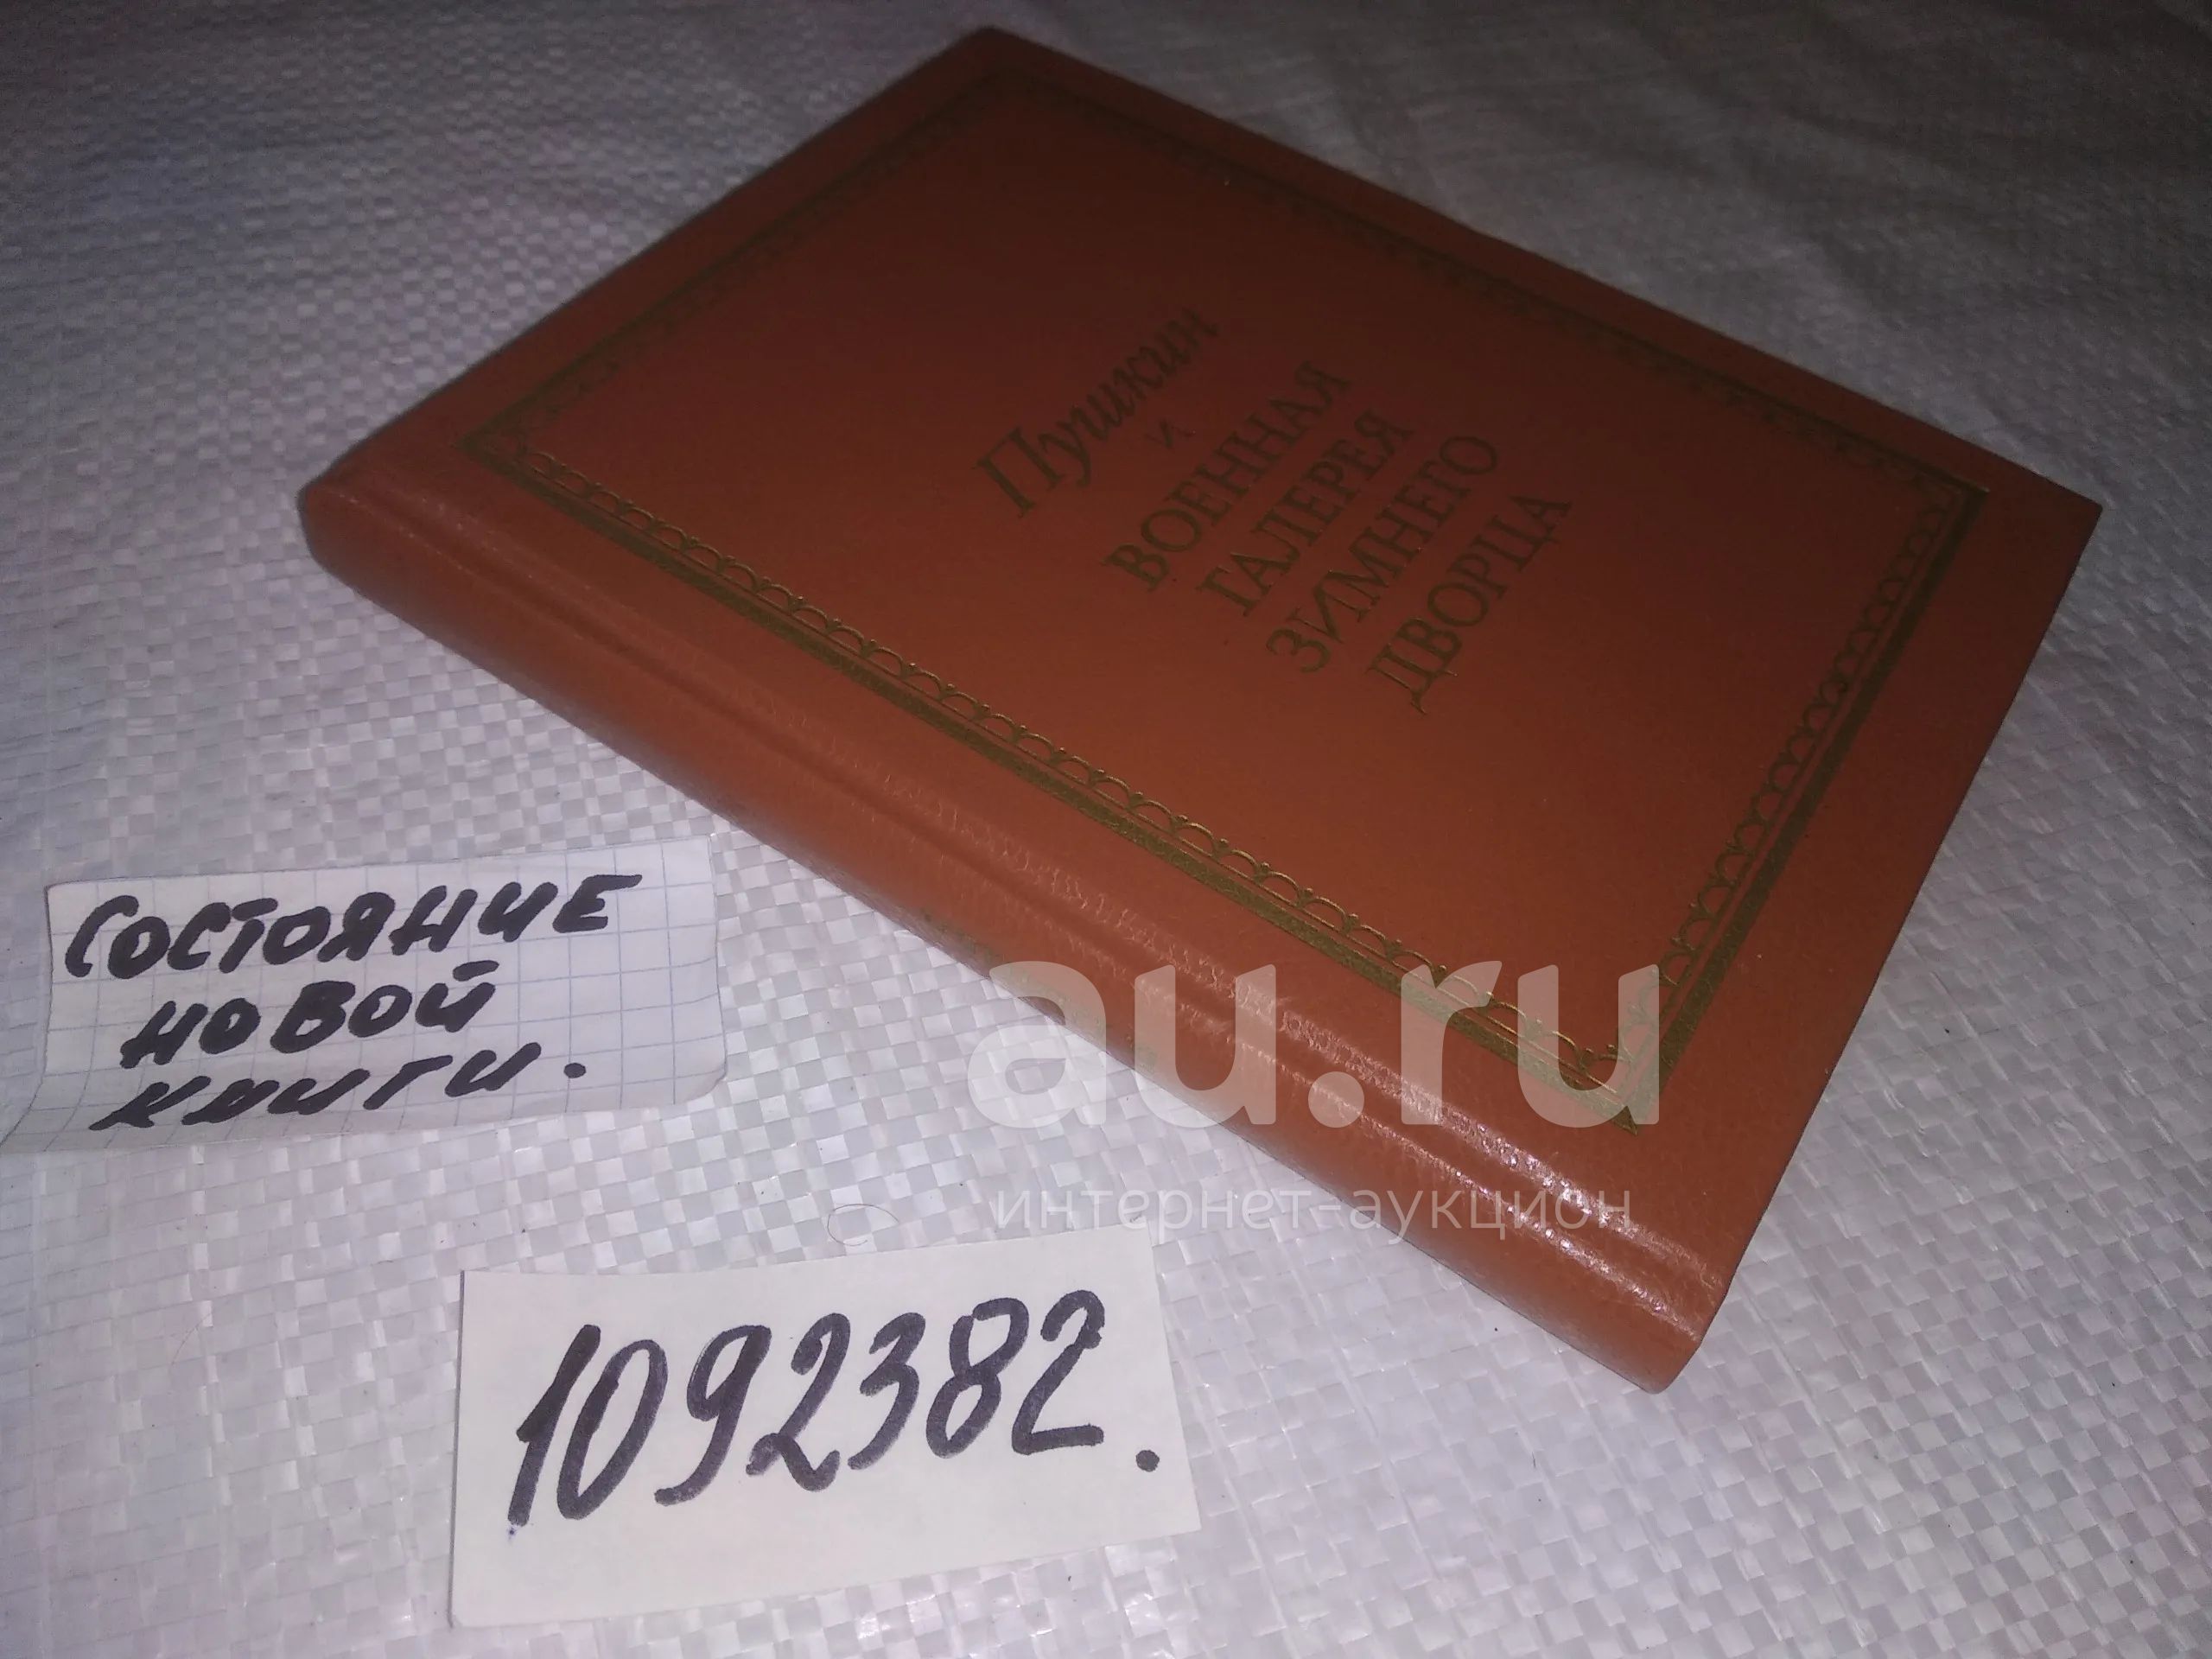 Пушкин
и
ВОЕННАЯ
ГАЛЕРЕЯ
ЗИМНЕГО
ДВОРЦА
СОСТОЯНИЕ
НОВОЙ
КНИГИ.
au.ru
интернет-аукцион
1092382.